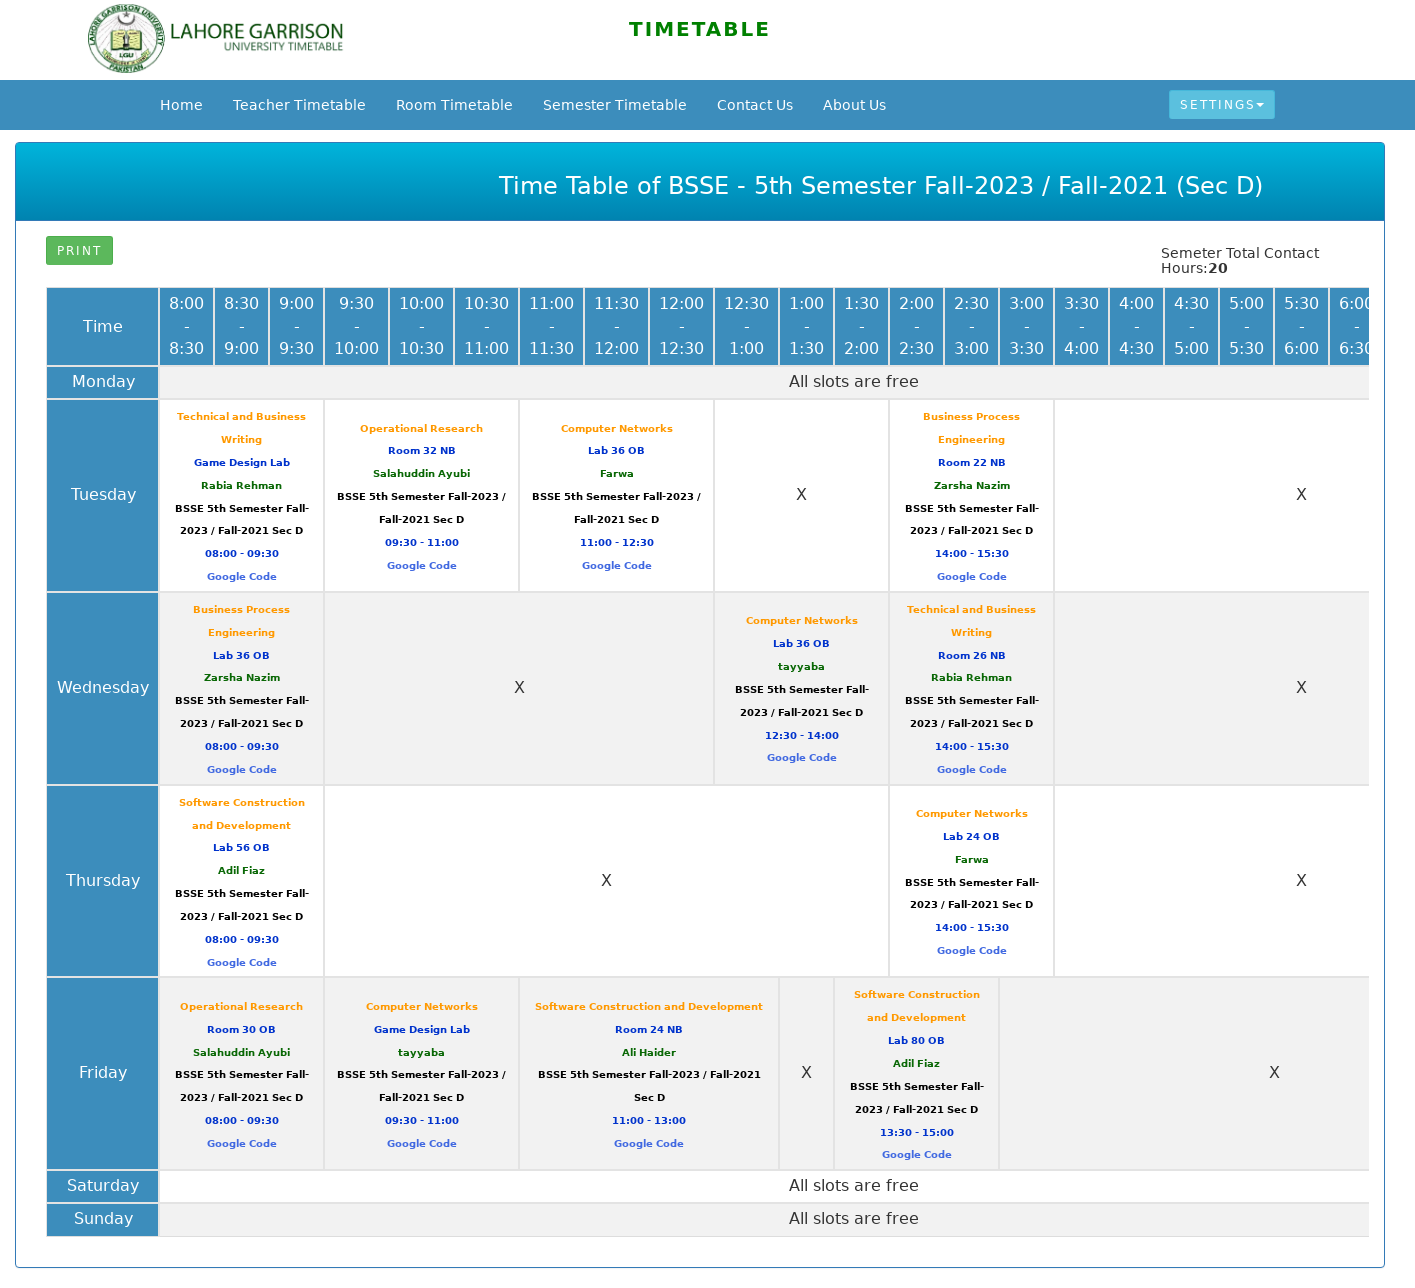 LAHORE GARRISON
UNIVERSITY TIMETABLE
TIMETABLE
Home Teacher Timetable Room Timetable Semester Timetable Contact Us About Us SETTINGS
Time Table of BSSE - 5th Semester Fall-2023 / Fall-2021 (Sec D)
PRINT
Semeter Total Contact
Hours:20
Time
8:00 - 8:30
8:30 - 9:00
9:00 - 9:30
9:30 - 10:00
10:00 - 10:30
10:30 - 11:00
11:00 - 11:30
11:30 - 12:00
12:00 - 12:30
12:30 - 1:00
1:00 - 1:30
1:30 - 2:00
2:00 - 2:30
2:30 - 3:00
3:00 - 3:30
3:30 - 4:00
4:00 - 4:30
4:30 - 5:00
5:00 - 5:30
5:30 - 6:00
6:00 - 6:30
Monday
All slots are free
Tuesday
Technical and Business
Writing
Game Design Lab
Rabia Rehman
BSSE 5th Semester Fall-
2023 / Fall-2021 Sec D
08:00 - 09:30
Google Code
Operational Research
Room 32 NB
Salahuddin Ayubi
BSSE 5th Semester Fall-2023 /
Fall-2021 Sec D
09:30 - 11:00
Google Code
Computer Networks
Lab 36 OB
Farwa
BSSE 5th Semester Fall-2023 /
Fall-2021 Sec D
11:00 - 12:30
Google Code
X
Business Process
Engineering
Room 22 NB
Zarsha Nazim
BSSE 5th Semester Fall-
2023 / Fall-2021 Sec D
14:00 - 15:30
Google Code
X
Wednesday
Business Process
Engineering
Lab 36 OB
Zarsha Nazim
BSSE 5th Semester Fall-
2023 / Fall-2021 Sec D
08:00 - 09:30
Google Code
X
Computer Networks
Lab 36 OB
tayyaba
BSSE 5th Semester Fall-
2023 / Fall-2021 Sec D
12:30 - 14:00
Google Code
Technical and Business
Writing
Room 26 NB
Rabia Rehman
BSSE 5th Semester Fall-
2023 / Fall-2021 Sec D
14:00 - 15:30
Google Code
X
Thursday
Software Construction
and Development
Lab 56 OB
Adil Fiaz
BSSE 5th Semester Fall-
2023 / Fall-2021 Sec D
08:00 - 09:30
Google Code
X
Computer Networks
Lab 24 OB
Farwa
BSSE 5th Semester Fall-
2023 / Fall-2021 Sec D
14:00 - 15:30
Google Code
X
Friday
Operational Research
Room 30 OB
Salahuddin Ayubi
BSSE 5th Semester Fall-
2023 / Fall-2021 Sec D
08:00 - 09:30
Google Code
Computer Networks
Game Design Lab
tayyaba
BSSE 5th Semester Fall-2023 /
Fall-2021 Sec D
09:30 - 11:00
Google Code
Software Construction and Development
Room 24 NB
Ali Haider
BSSE 5th Semester Fall-2023 / Fall-2021
Sec D
11:00 - 13:00
Google Code
X
Software Construction
and Development
Lab 80 OB
Adil Fiaz
BSSE 5th Semester Fall-
2023 / Fall-2021 Sec D
13:30 - 15:00
Google Code
X
Saturday
All slots are free
Sunday
All slots are free